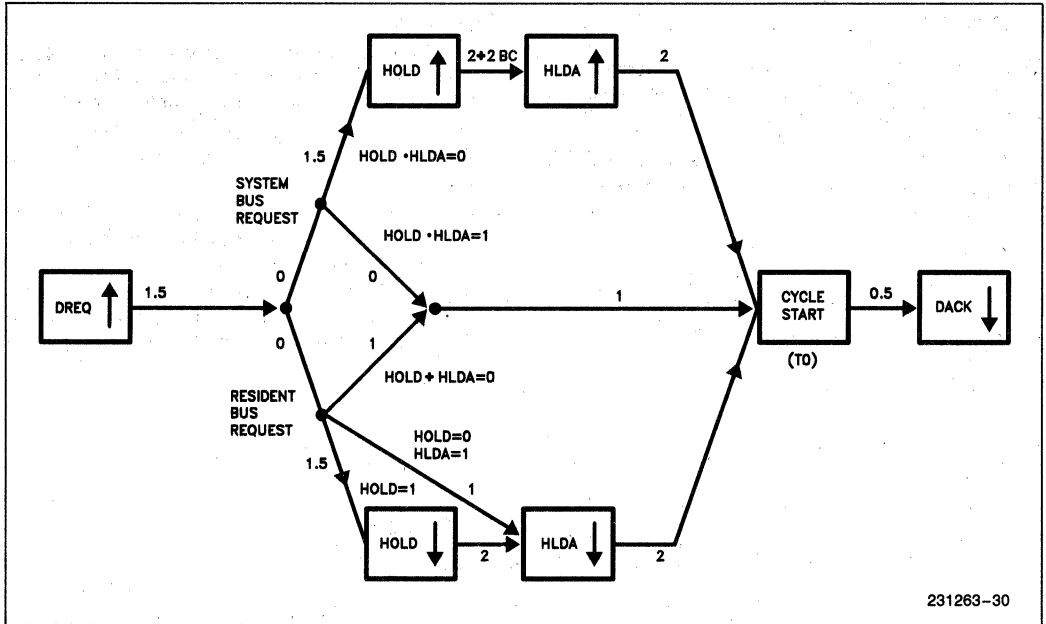 HOLD
2+2 BC
HLDA
2
1.5
HOLD •HLDA=0
SYSTEM
BUS
REQUEST
HOLD •HLDA=1
0
0
DREQ
1.5
1
CYCLE
START
0.5
DACK
(T0)
0
1
HOLD + HLDA=0
RESIDENT
BUS
REQUEST
HOLD=0
HLDA=1
1.5
HOLD=1
1
HOLD
2
HLDA
2
231263-30